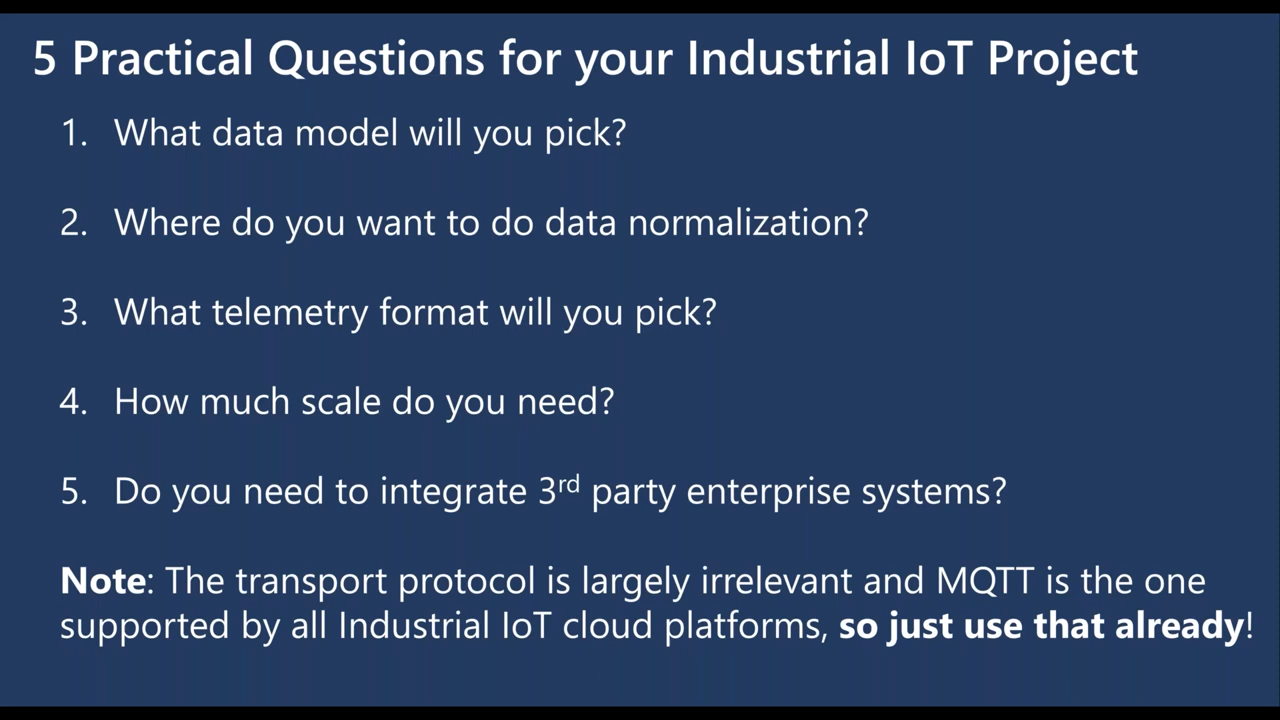 5 Practical Questions for your Industrial IoT Project
1. What data model will you pick?
2. Where do you want to do data normalization?
3. What telemetry format will you pick?
4. How much scale do you need?
5. Do you need to integrate 3rd party enterprise systems?
Note: The transport protocol is largely irrelevant and MQTT is the one
supported by all Industrial IoT cloud platforms, so just use that already!